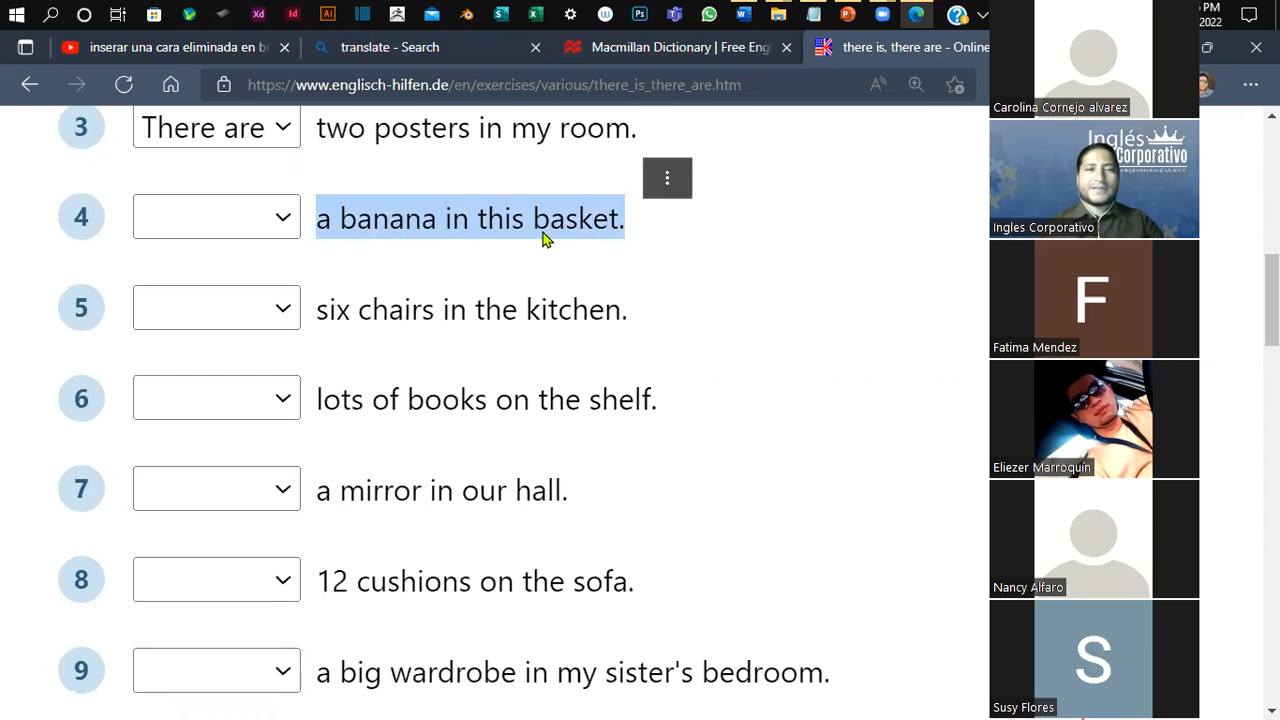 inserir una cara eliminada en b
translate - Search
Macmillan Dictionary | Free Eng
there is, there are - Online
PM
2022
https://www.englisch-hilfen.de/en/exercises/various/there_is_there_are.htm
3 There are two posters in my room.
4 a banana in this basket.
5 six chairs in the kitchen.
6 lots of books on the shelf.
7 a mirror in our hall.
8 12 cushions on the sofa.
9 a big wardrobe in my sister's bedroom.
Carolina Cornejo alvarez
Inglés
Corporativo
Ingles Corporativo
F
Fatima Mendez
Eliezer Marroquín
Nancy Alfaro
S
Susy Flores